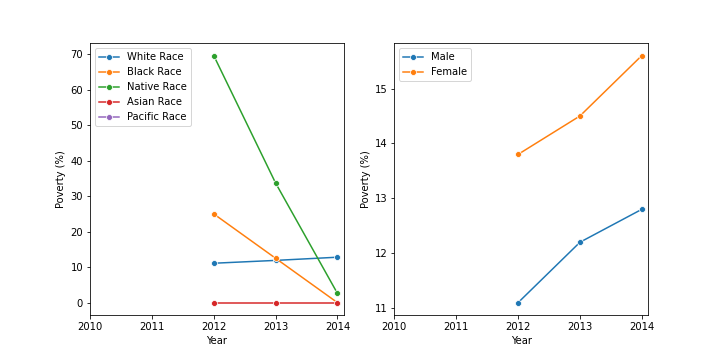 White Race
Black Race
Native Race
Asian Race
Pacific Race
70
60
50
40
30
20
10
0
Poverty (%)
2010 2011 2012 2013 2014
Year
Male
Female
15
14
13
12
11
Poverty (%)
2010 2011 2012 2013 2014
Year